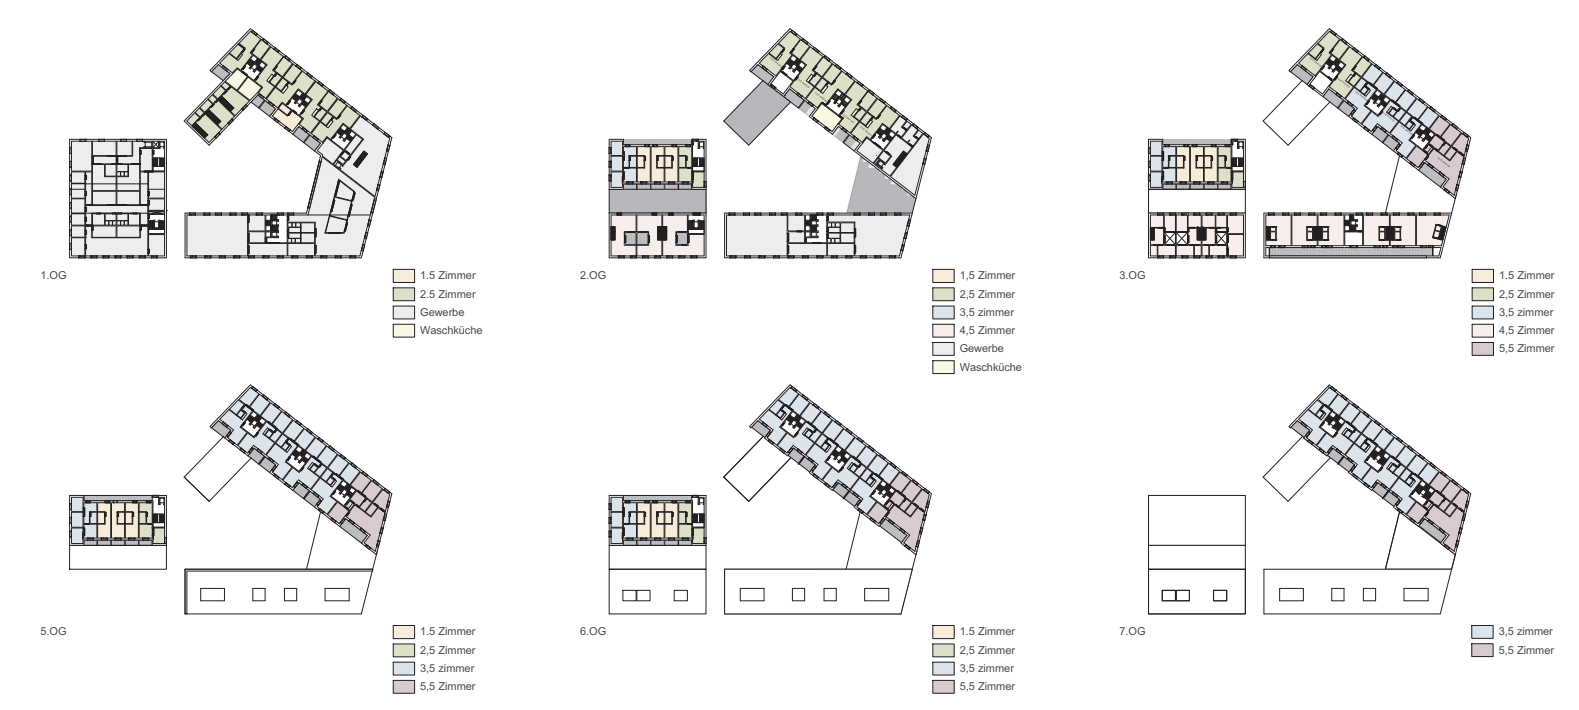 1.OG
1.5 Zimmer
2.5 Zimmer
Gewerbe
Waschküche
2.OG
1,5 Zimmer
2,5 Zimmer
3,5 zimmer
4,5 Zimmer
Gewerbe
Waschküche
3.OG
1.5 Zimmer
2,5 Zimmer
3,5 zimmer
4,5 Zimmer
5,5 Zimmer
5.OG
1.5 Zimmer
2,5 Zimmer
3,5 zimmer
5,5 Zimmer
6.OG
1.5 Zimmer
2,5 Zimmer
3,5 zimmer
5,5 Zimmer
7.OG
3,5 zimmer
5,5 Zimmer